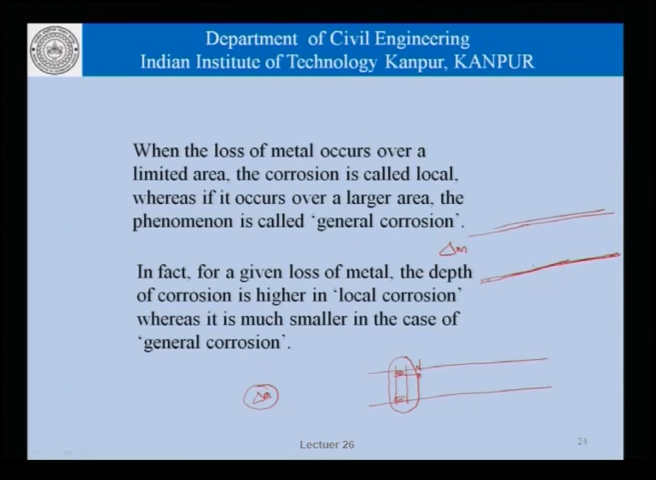 Department of Civil Engineering
Indian Institute of Technology Kanpur, KANPUR
When the loss of metal occurs over a
limited area, the corrosion is called local,
whereas if it occurs over a larger area, the
phenomenon is called ‘general corrosion’.
Δm
In fact, for a given loss of metal, the depth
of corrosion is higher in ‘local corrosion’
whereas it is much smaller in the case of
‘general corrosion’.
Δm
Lectuer 26
24